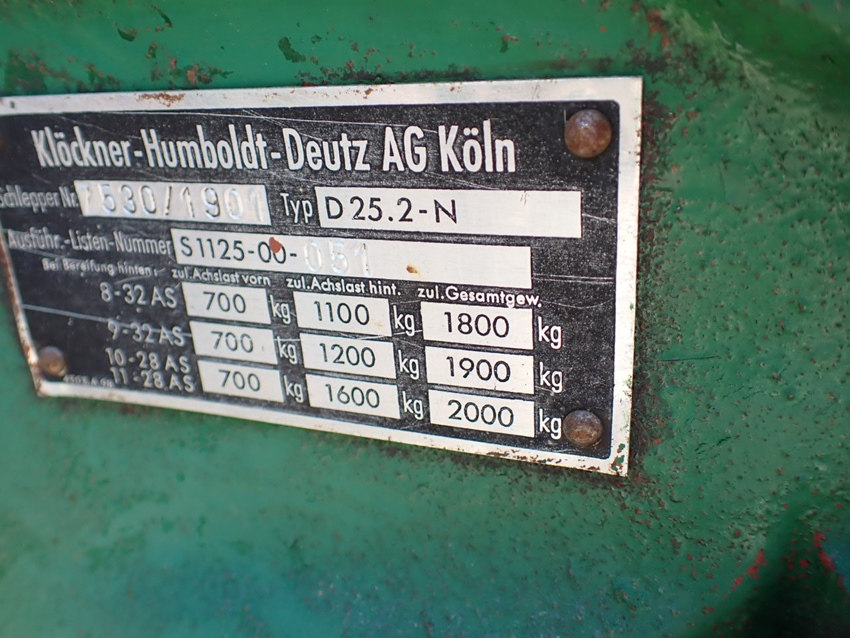 Klöckner-Humboldt-Deutz AG Köln
Schlepper Nr. 7530/1901 Typ D25.2-N
Ausführ.-Listen-Nummer S1125-00-051
Bei Bereifung hinten: zul.Achslast vorn zul.Achslast hint. zul.Gesamtgew.
8-32 AS 700 kg 1100 kg 1800 kg
9-32 AS 700 kg 1200 kg 1900 kg
10-28 AS
11-28 AS 700 kg 1600 kg 2000 kg